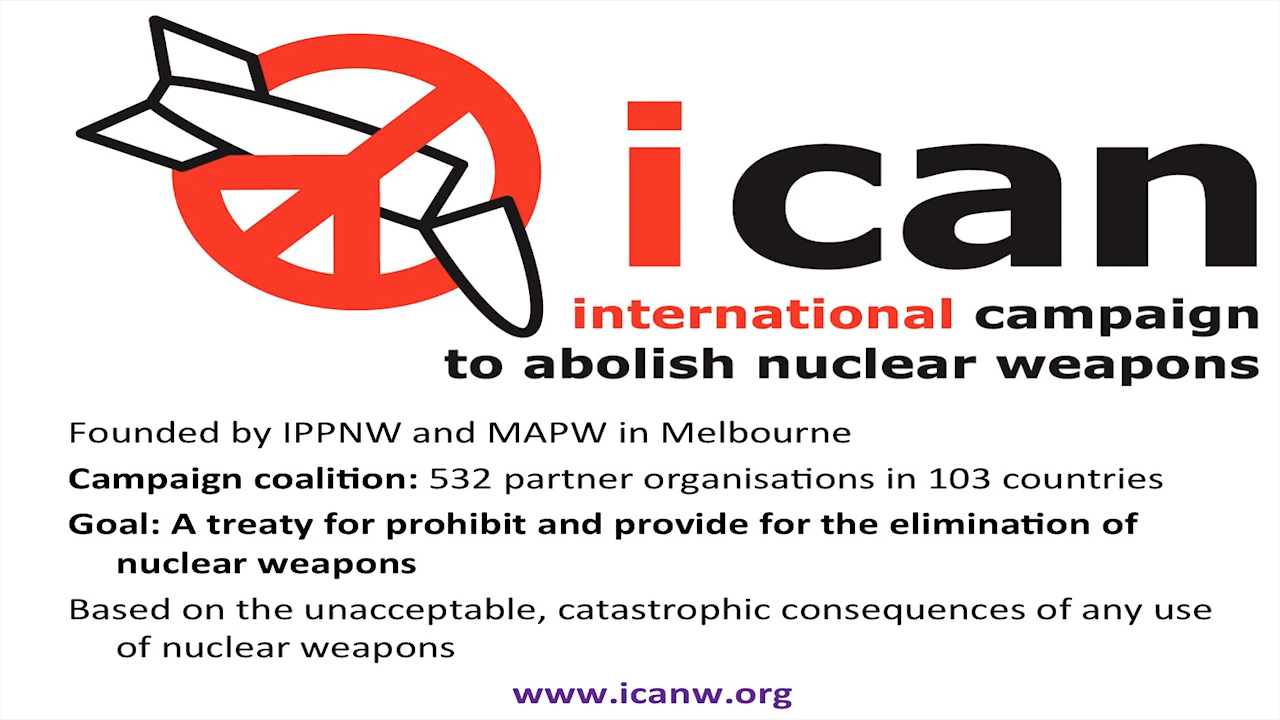 ican
international campaign
to abolish nuclear weapons
Founded by IPPNW and MAPW in Melbourne
Campaign coalition: 532 partner organisations in 103 countries
Goal: A treaty for prohibit and provide for the elimination of
nuclear weapons
Based on the unacceptable, catastrophic consequences of any use
of nuclear weapons
www.icanw.org